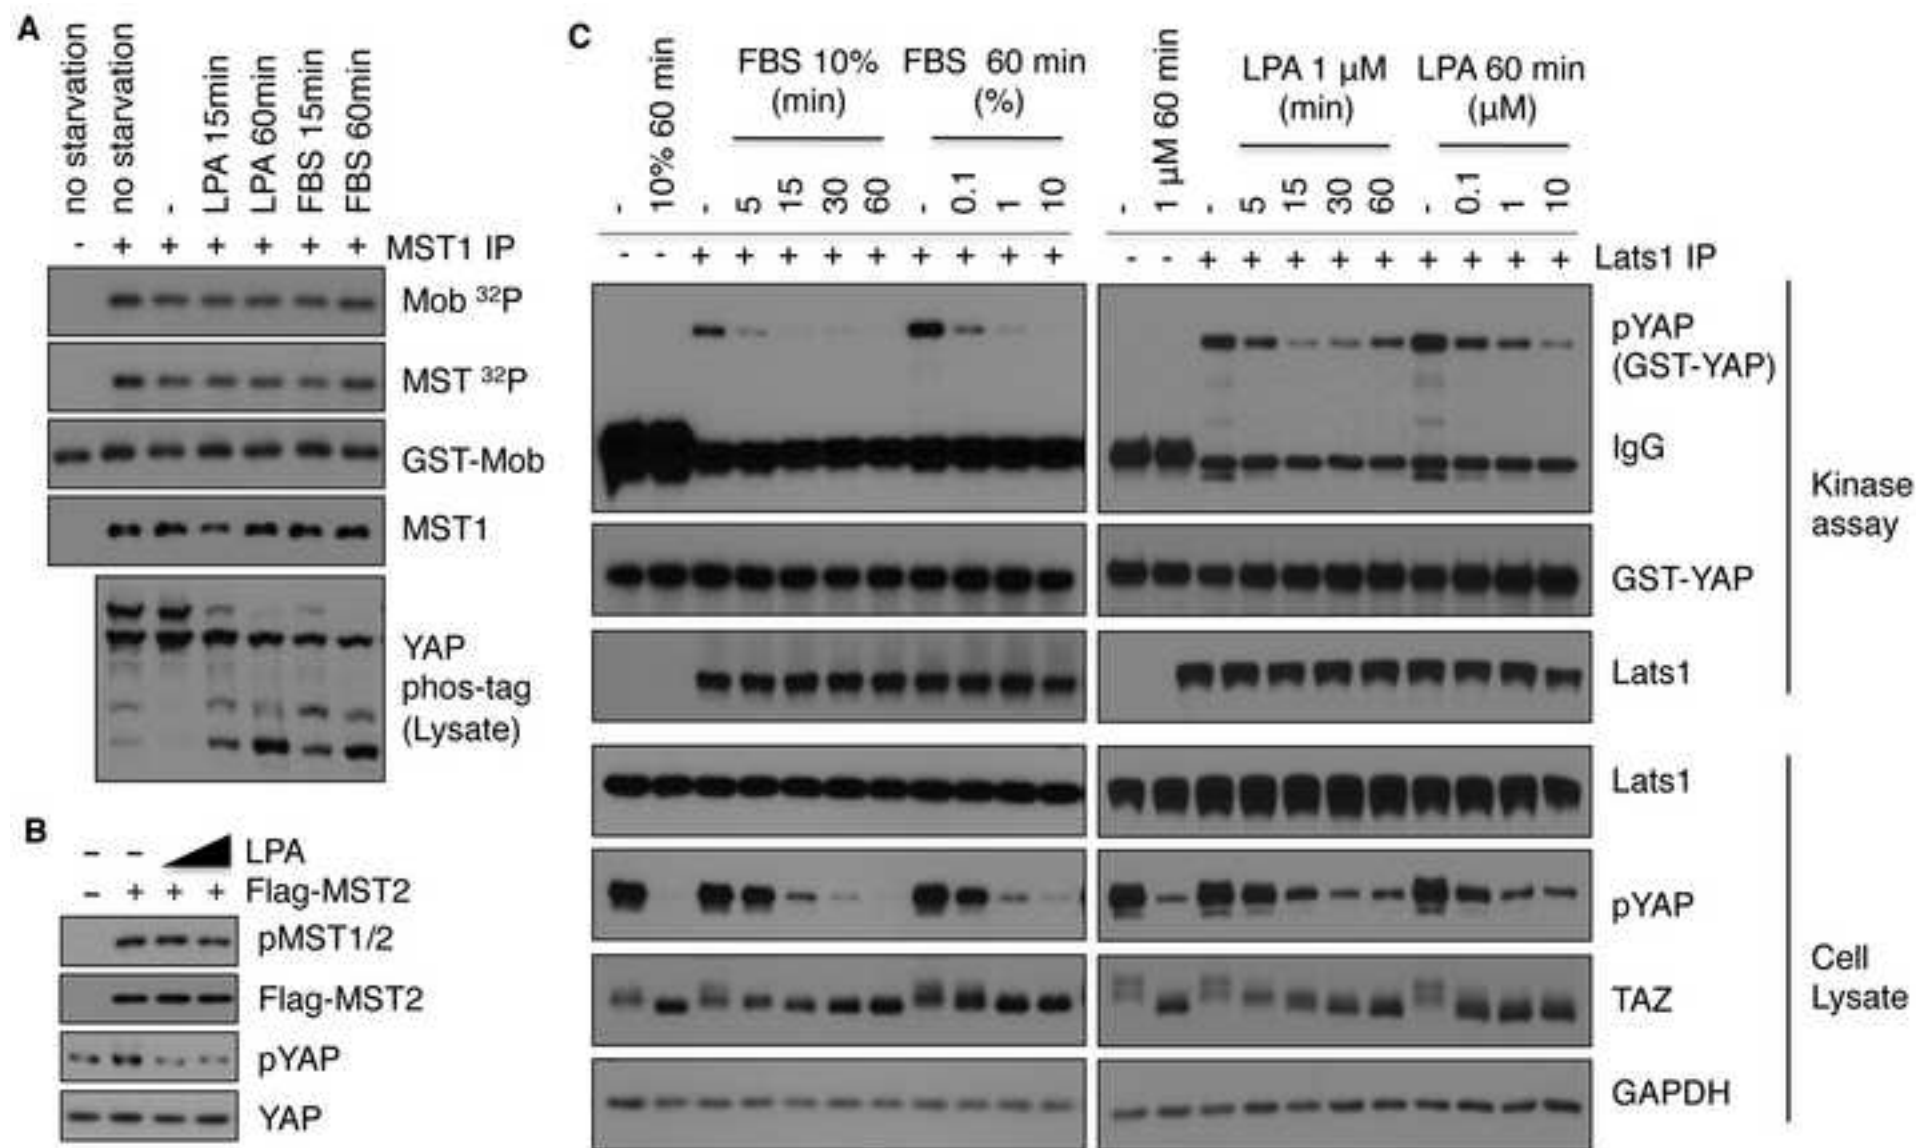 A
no starvation
no starvation
-
LPA 15min
LPA 60min
FBS 15min
FBS 60min
- + + + + + + MST1 IP
Mob ³²P
MST ³²P
GST-Mob
MST1
YAP
phos-tag
(Lysate)
B
– – LPA
– + + + Flag-MST2
pMST1/2
Flag-MST2
pYAP
YAP
C
FBS 10%
(min)
FBS 60 min
(%)
- 10% 60 min - 5 15 30 60 - 0.1 1 10
- - + + + + + + + + +
LPA 1 µM
(min)
LPA 60 min
(µM)
- 1 µM 60 min - 5 15 30 60 - 0.1 1 10
- - + + + + + + + + + Lats1 IP
pYAP
(GST-YAP)
IgG
GST-YAP
Lats1
Kinase
assay
Lats1
pYAP
TAZ
GAPDH
Cell
Lysate